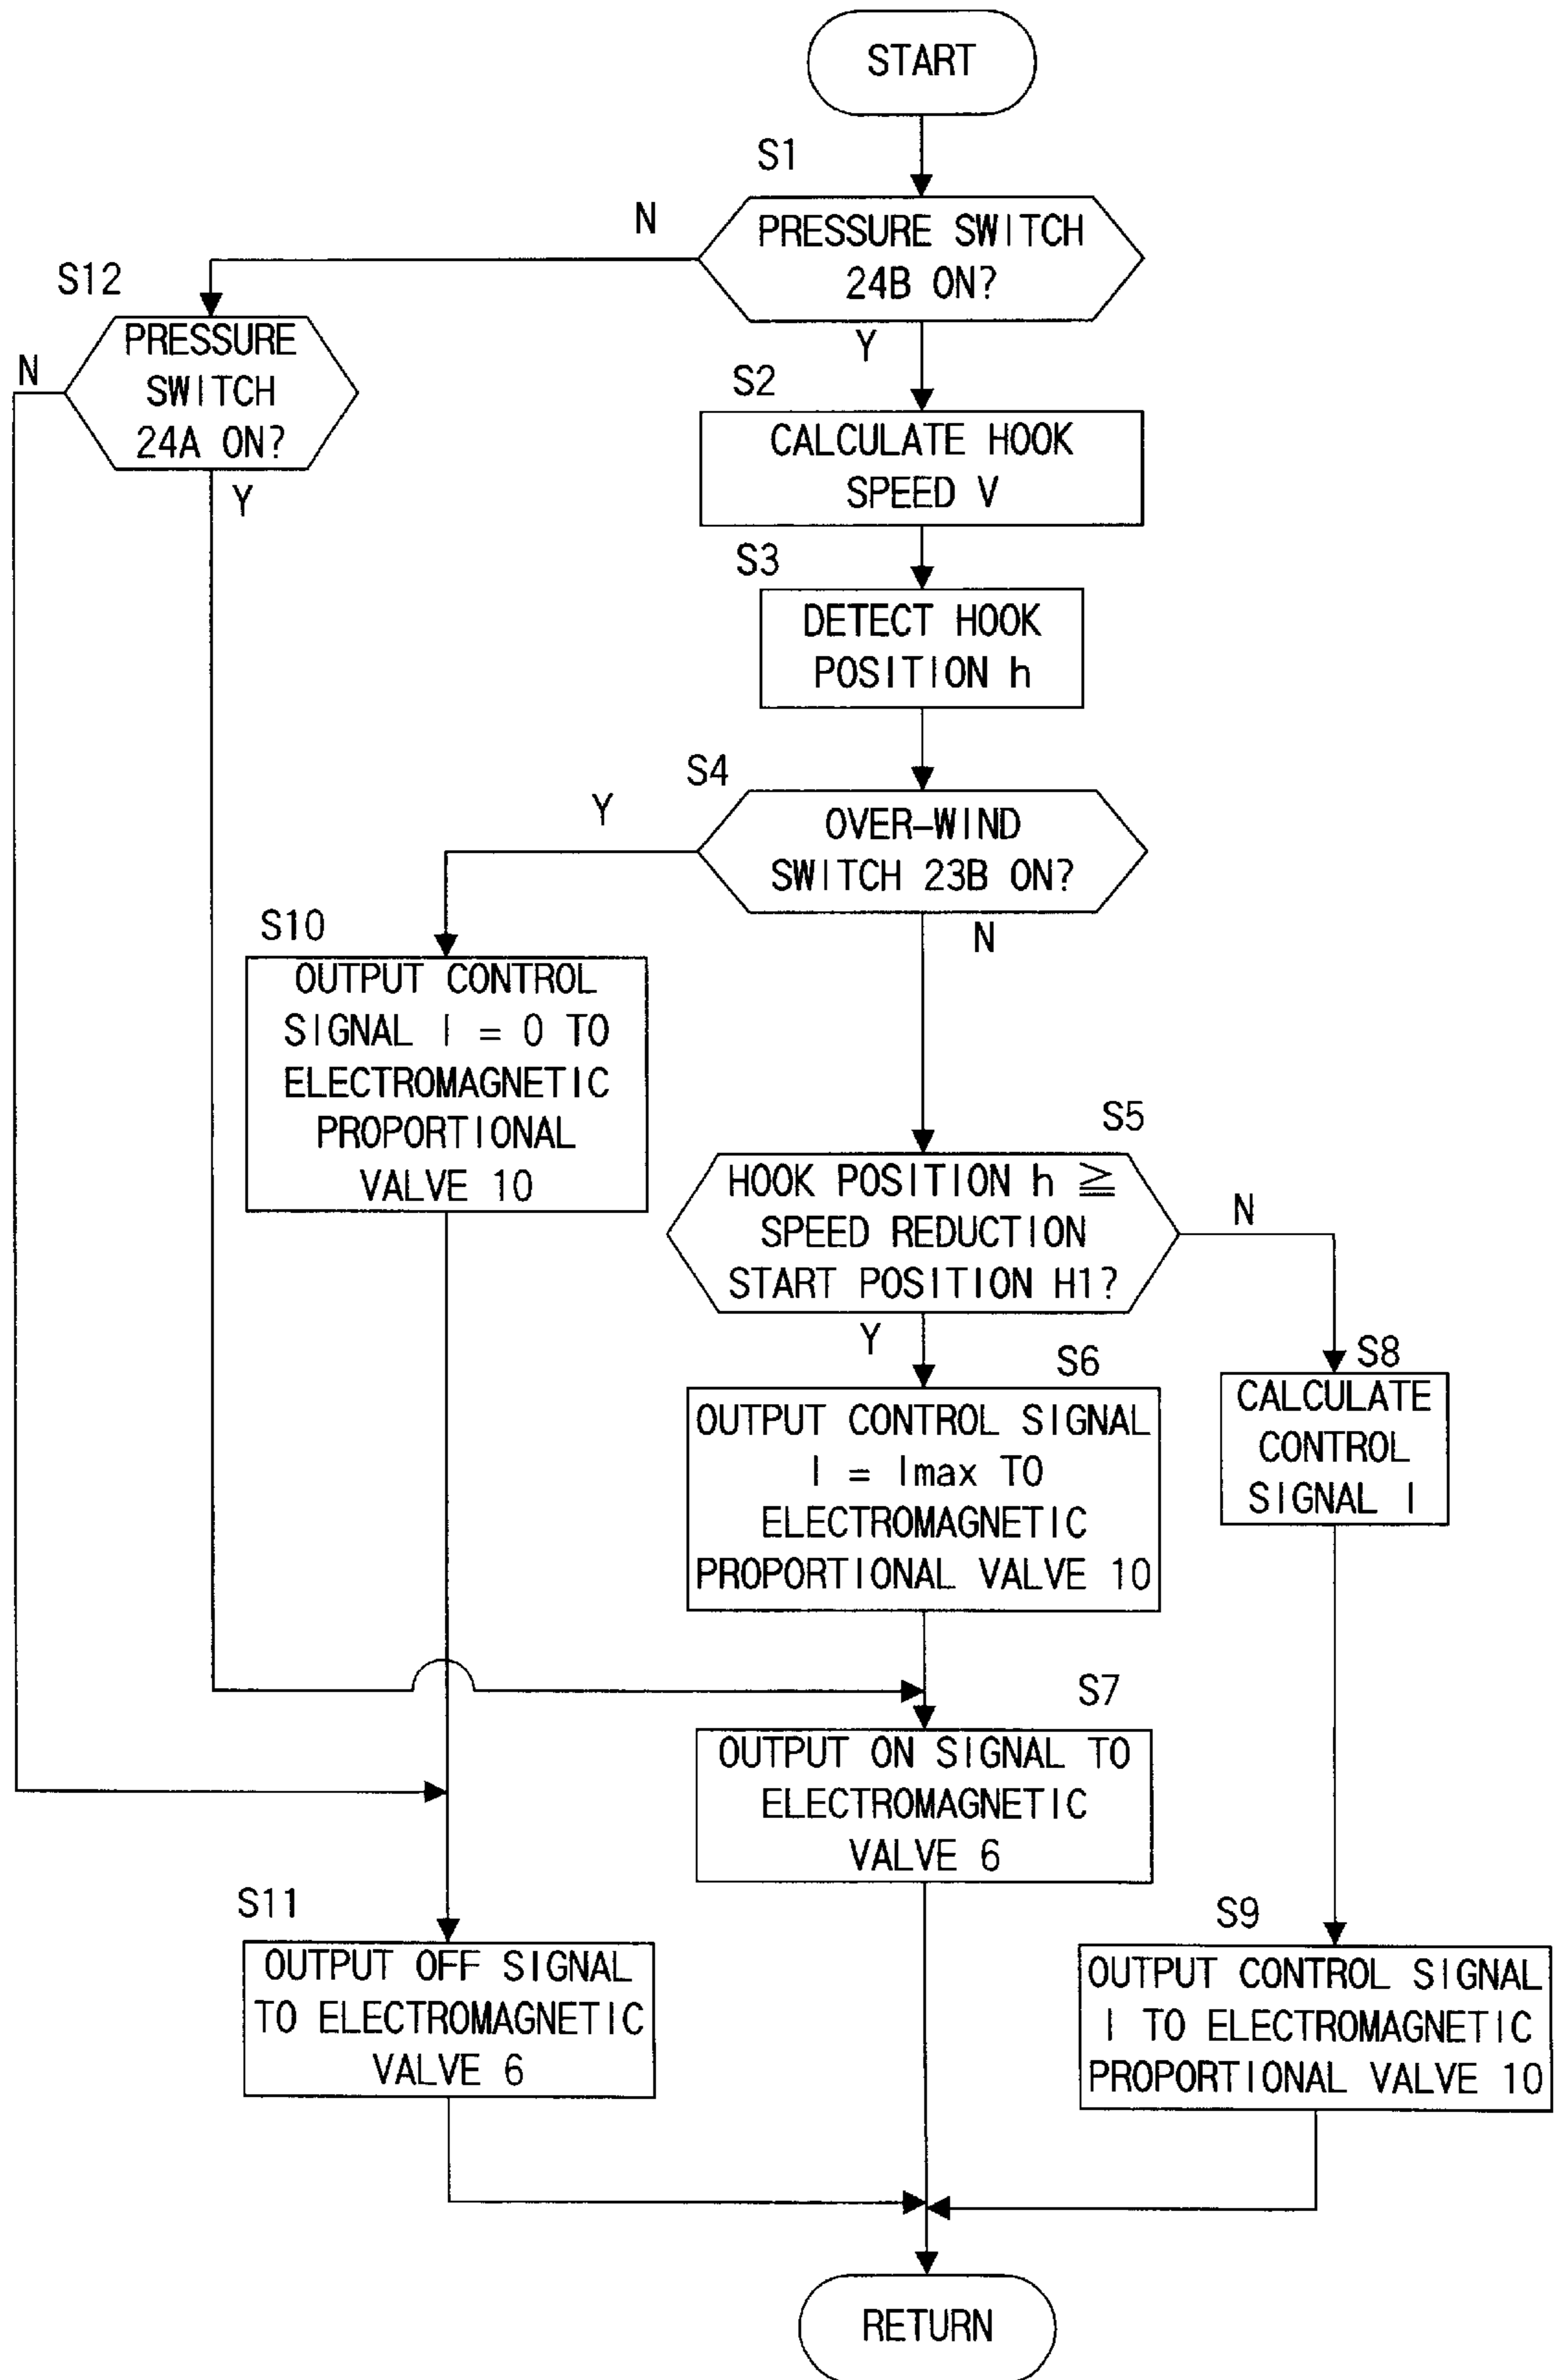 START
S1
N
PRESSURE SWITCH
24B ON?
S12
PRESSURE
SWITCH
24A ON?
N
Y
Y
S2
CALCULATE HOOK
SPEED V
S3
DETECT HOOK
POSITION h
S4
Y
OVER-WIND
SWITCH 23B ON?
N
S10
OUTPUT CONTROL
SIGNAL I = 0 TO
ELECTROMAGNETIC
PROPORTIONAL
VALVE 10
S5
HOOK POSITION h ≧
SPEED REDUCTION
START POSITION H1?
N
Y
S6
OUTPUT CONTROL SIGNAL
I = Imax TO
ELECTROMAGNETIC
PROPORTIONAL VALVE 10
S8
CALCULATE
CONTROL
SIGNAL I
S7
OUTPUT ON SIGNAL TO
ELECTROMAGNETIC
VALVE 6
S11
OUTPUT OFF SIGNAL
TO ELECTROMAGNETIC
VALVE 6
S9
OUTPUT CONTROL SIGNAL
I TO ELECTROMAGNETIC
PROPORTIONAL VALVE 10
RETURN